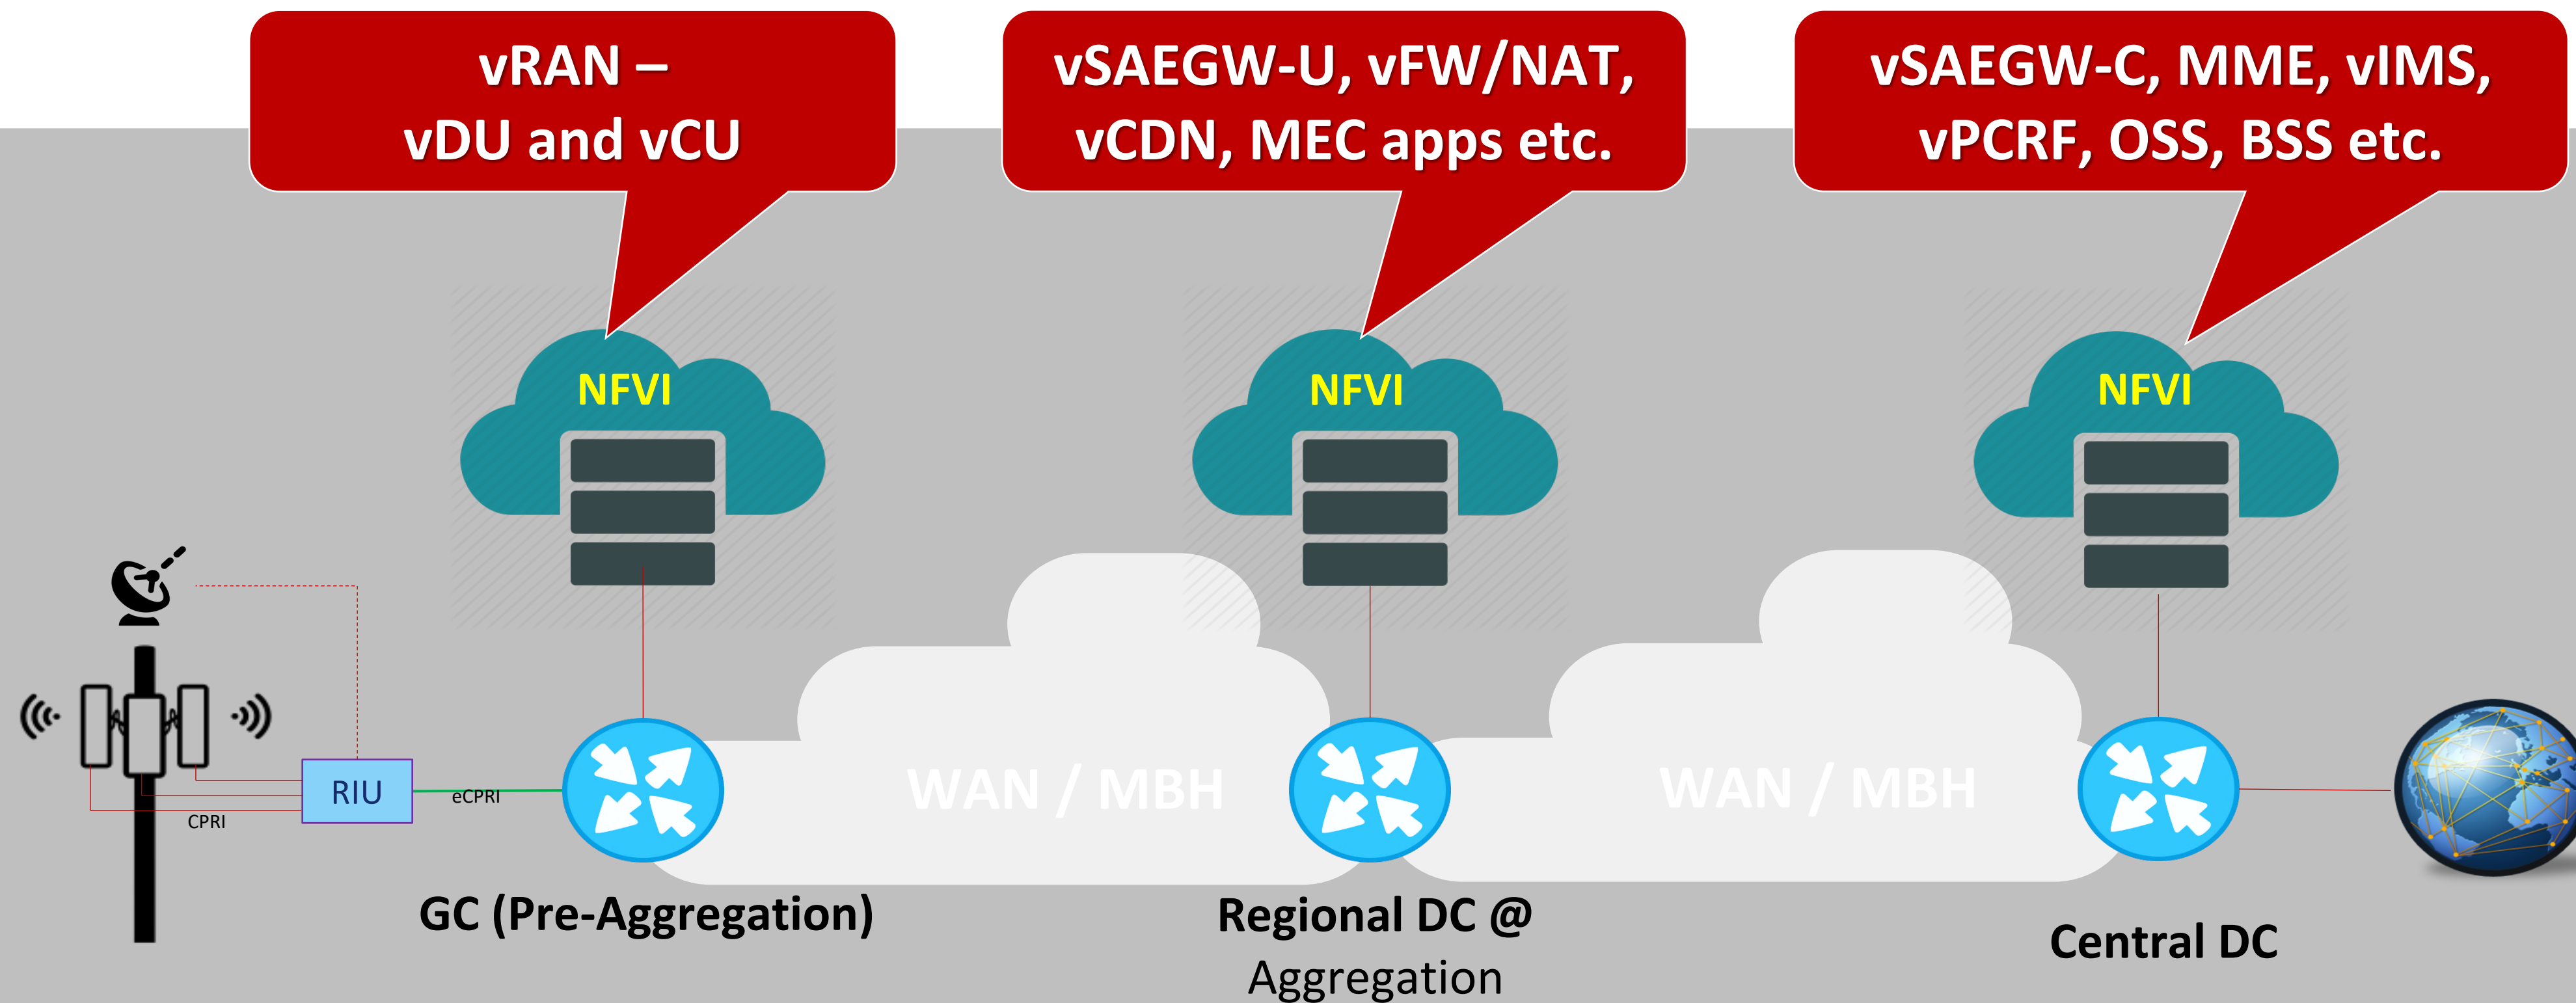 vRAN –
vDU and vCU
vSAEGW-U, vFW/NAT,
vCDN, MEC apps etc.
vSAEGW-C, MME, vIMS,
vPCRF, OSS, BSS etc.
NFVI
NFVI
NFVI
RIU
eCPRI
CPRI
WAN / MBH
WAN / MBH
GC (Pre-Aggregation)
Regional DC @
Aggregation
Central DC